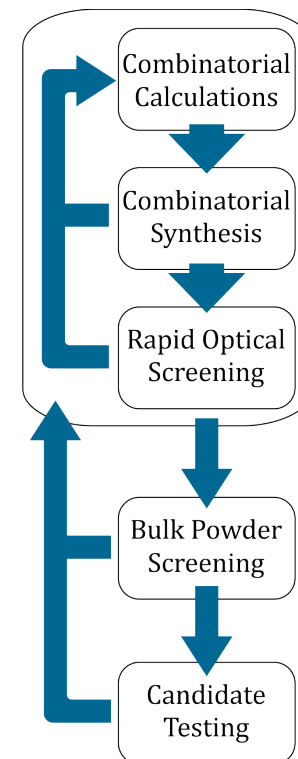 Combinatorial
Calculations
Combinatorial
Synthesis
Rapid Optical
Screening
Bulk Powder
Screening
Candidate
Testing